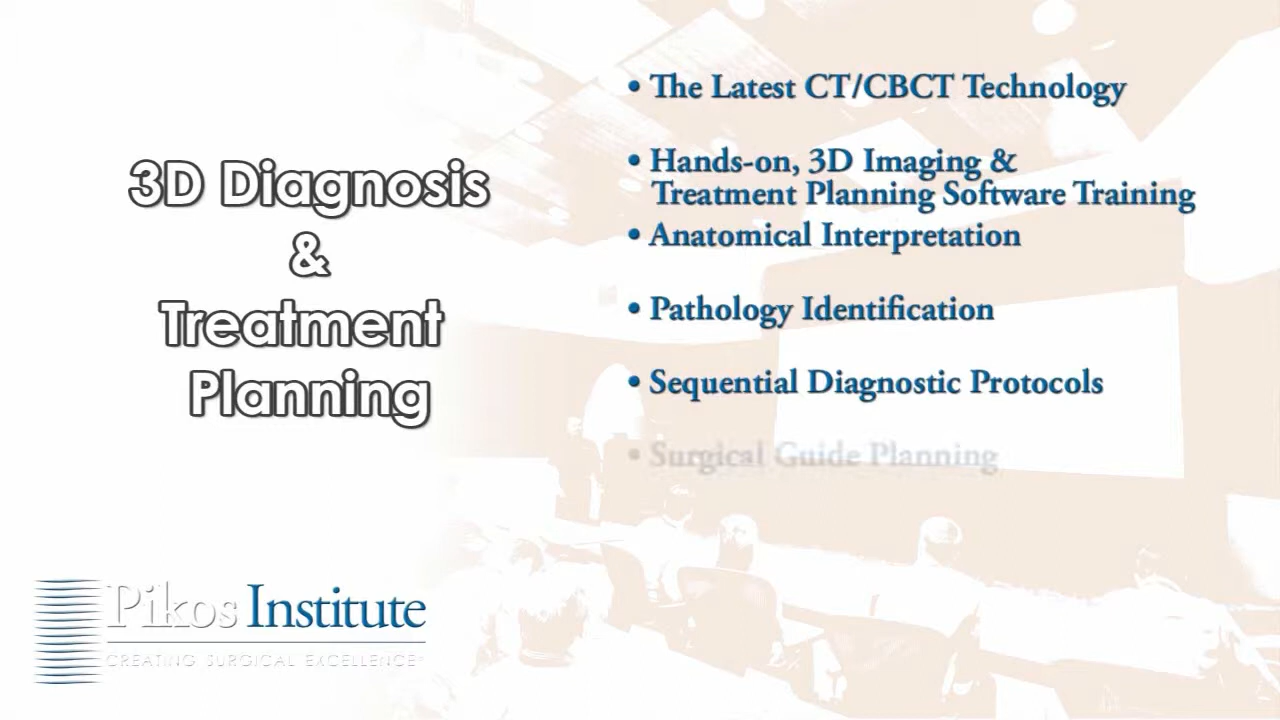 3D Diagnosis
&
Treatment
Planning
• The Latest CT/CBCT Technology
• Hands-on, 3D Imaging &
Treatment Planning Software Training
• Anatomical Interpretation
• Pathology Identification
• Sequential Diagnostic Protocols
• Surgical Guide Planning
Pikos Institute
CREATING SURGICAL EXCELLENCE